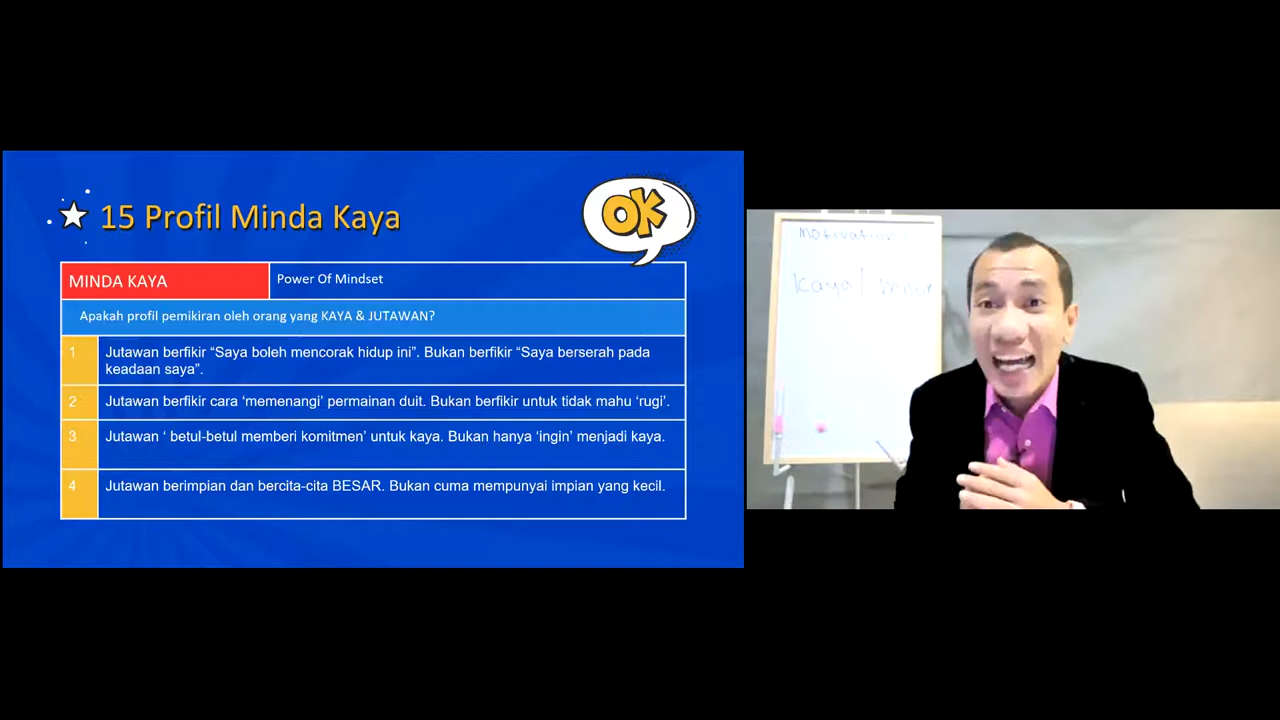 15 Profil Minda Kaya
OK
MINDA KAYA
Power Of Mindset
Apakah profil pemikiran oleh orang yang KAYA & JUTAWAN?
1
Jutawan berfikir “Saya boleh mencorak hidup ini”. Bukan berfikir “Saya berserah pada
keadaan saya”.
2
Jutawan berfikir cara ‘memenangi’ permainan duit. Bukan berfikir untuk tidak mahu ‘rugi’.
3
Jutawan ‘ betul-betul memberi komitmen’ untuk kaya. Bukan hanya ‘ingin’ menjadi kaya.
4
Jutawan berimpian dan bercita-cita BESAR. Bukan cuma mempunyai impian yang kecil.
Motivation
Kaya /